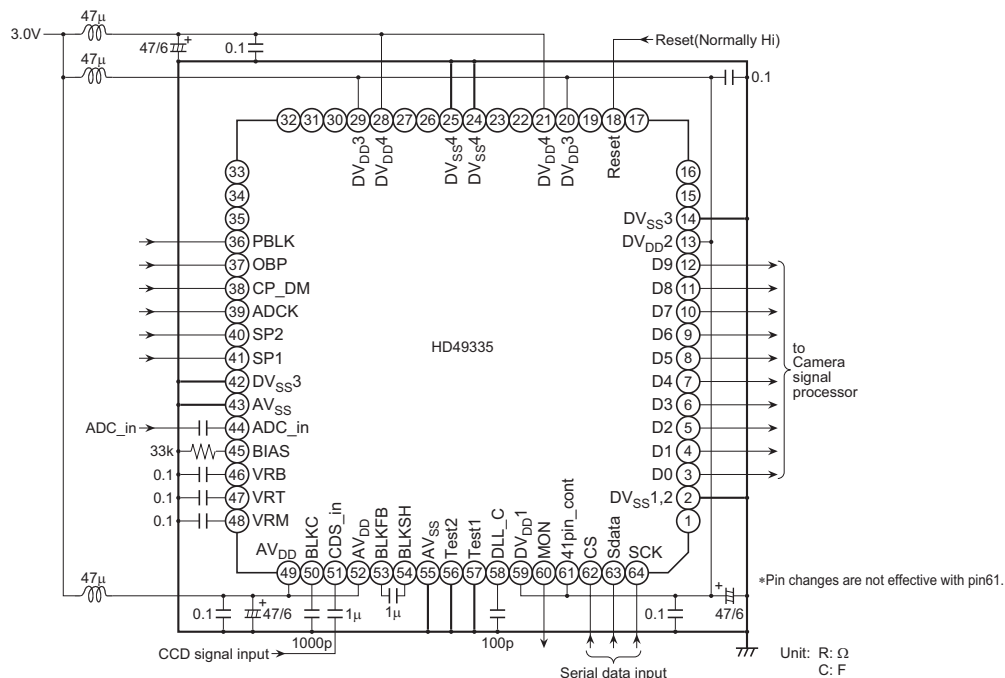 47μ
3.0V
47/6
+
0.1
47μ
Reset(Normally Hi)
0.1
32 31 30 29 28 27 26 25 24 23 22 21 20 19 18 17
DVDD3
DVDD4
DVSS4
DVSS4
DVDD4
DVDD3
Reset
33
34
35
36 PBLK
37 OBP
38 CP_DM
39 ADCK
40 SP2
41 SP1
42 DVSS3
43 AVSS
ADC_in
44 ADC_in
33k
45 BIAS
0.1
46 VRB
0.1
47 VRT
0.1
48 VRM
HD49335
16
15
DVSS3 14
DVDD2 13
D9 12
D8 11
D7 10
D6 9
D5 8
D4 7
D3 6
D2 5
D1 4
D0 3
DVSS1,2 2
1
to
Camera
signal
processor
AVDD
BLKC
CDS_in
AVDD
BLKFB
BLKSH
AVSS
Test2
Test1
DLL_C
DVDD1
MON
41pin_cont
CS
Sdata
SCK
49 50 51 52 53 54 55 56 57 58 59 60 61 62 63 64
*Pin changes are not effective with pin61.
47μ
0.1
+
47/6
1μ
1μ
0.1
+
47/6
1000p
100p
CCD signal input
Serial data input
Unit: R: Ω
C: F